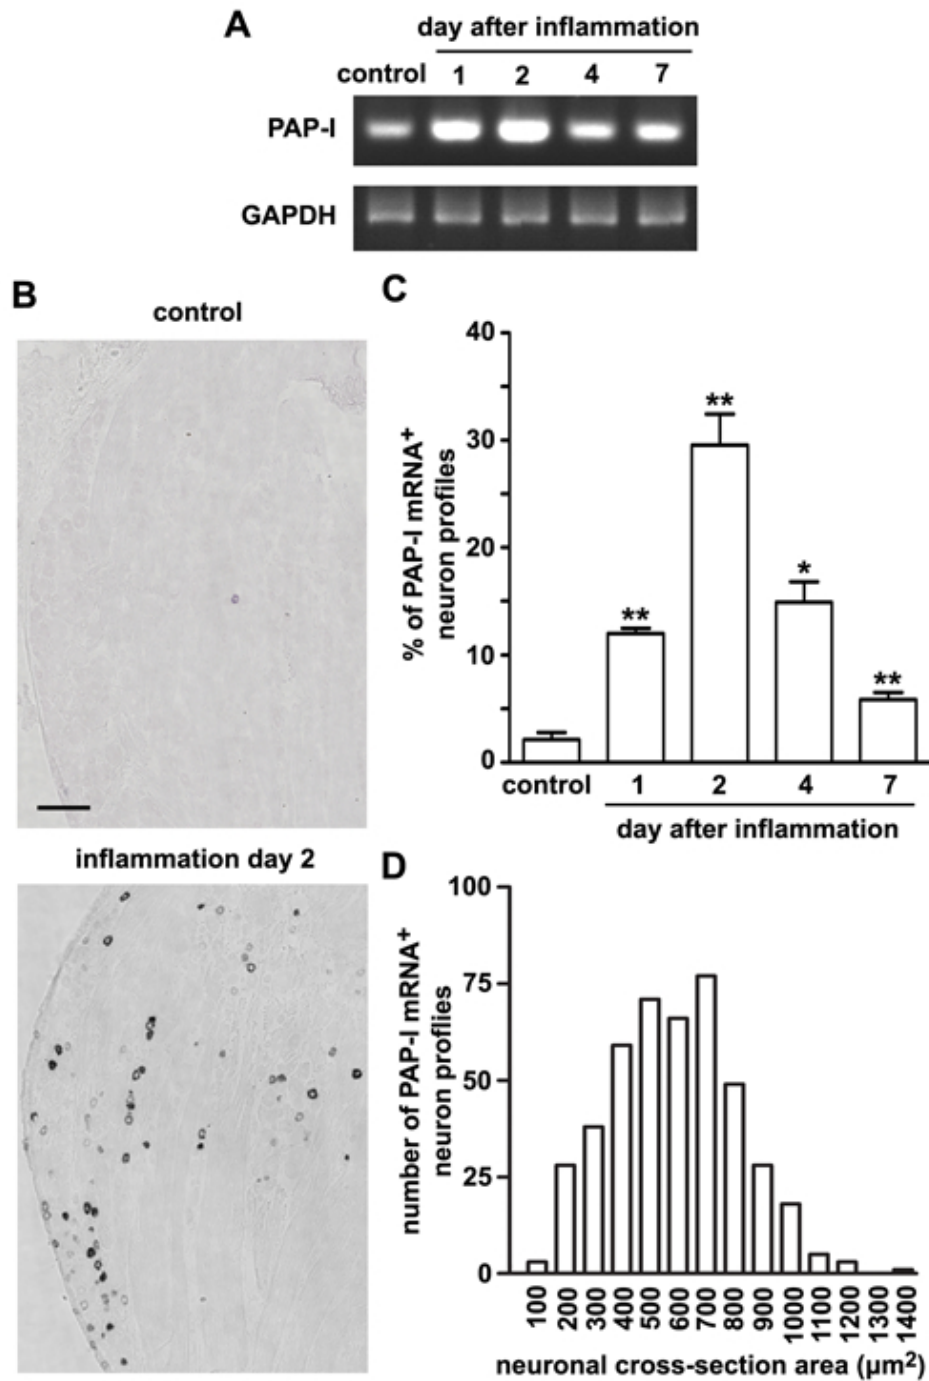 A
day after inflammation
control 1 2 4 7
PAP-I
GAPDH
B
control
inflammation day 2
C
% of PAP-I mRNA+
neuron profiles
40
30
20
10
0
**
**
*
**
control 1 2 4 7
day after inflammation
D
number of PAP-I mRNA+
neuron proflies
100
75
50
25
0
100 200 300 400 500 600 700 800 900 1000 1100 1200 1300 1400
neuronal cross-section area (µm2)